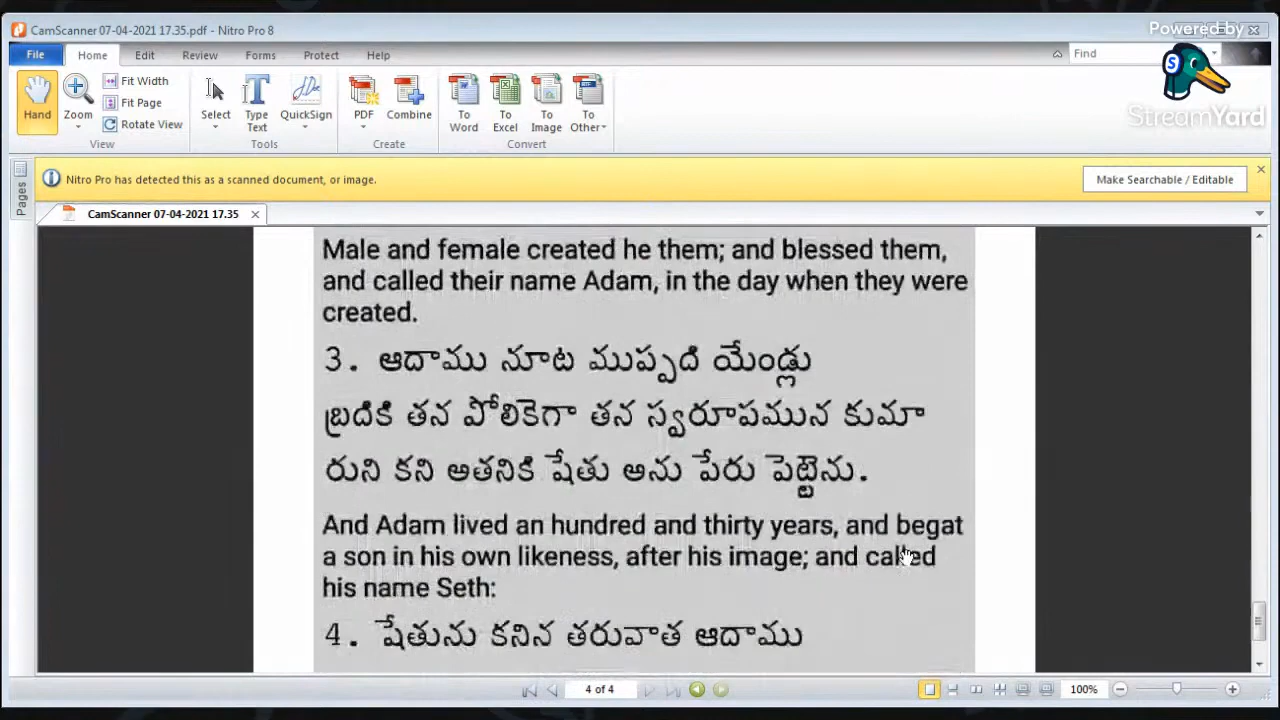 CamScanner 07-04-2021 17.35.pdf - Nitro Pro 8
Powered by
StreamYard
File Home Edit Review Forms Protect Help
Find
Hand
Zoom
Fit Width
Fit Page
Rotate View
View
Select
Type Text
QuickSign
Tools
PDF
Combine
Create
To Word
To Excel
To Image
To Other
Convert
Pages
Nitro Pro has detected this as a scanned document, or image.
Make Searchable / Editable
CamScanner 07-04-2021 17.35
Male and female created he them; and blessed them,
and called their name Adam, in the day when they were
created.
3. ఆదాము నూట ముప్పది యేండ్లు
బ్రదికి తన పోలికెగా తన స్వరూపమున కుమా
రుని కని అతనికి షేతు అను పేరు పెట్టెను.
And Adam lived an hundred and thirty years, and begat
a son in his own likeness, after his image; and called
his name Seth:
4. షేతును కనిన తరువాత ఆదాము
4 of 4
100%